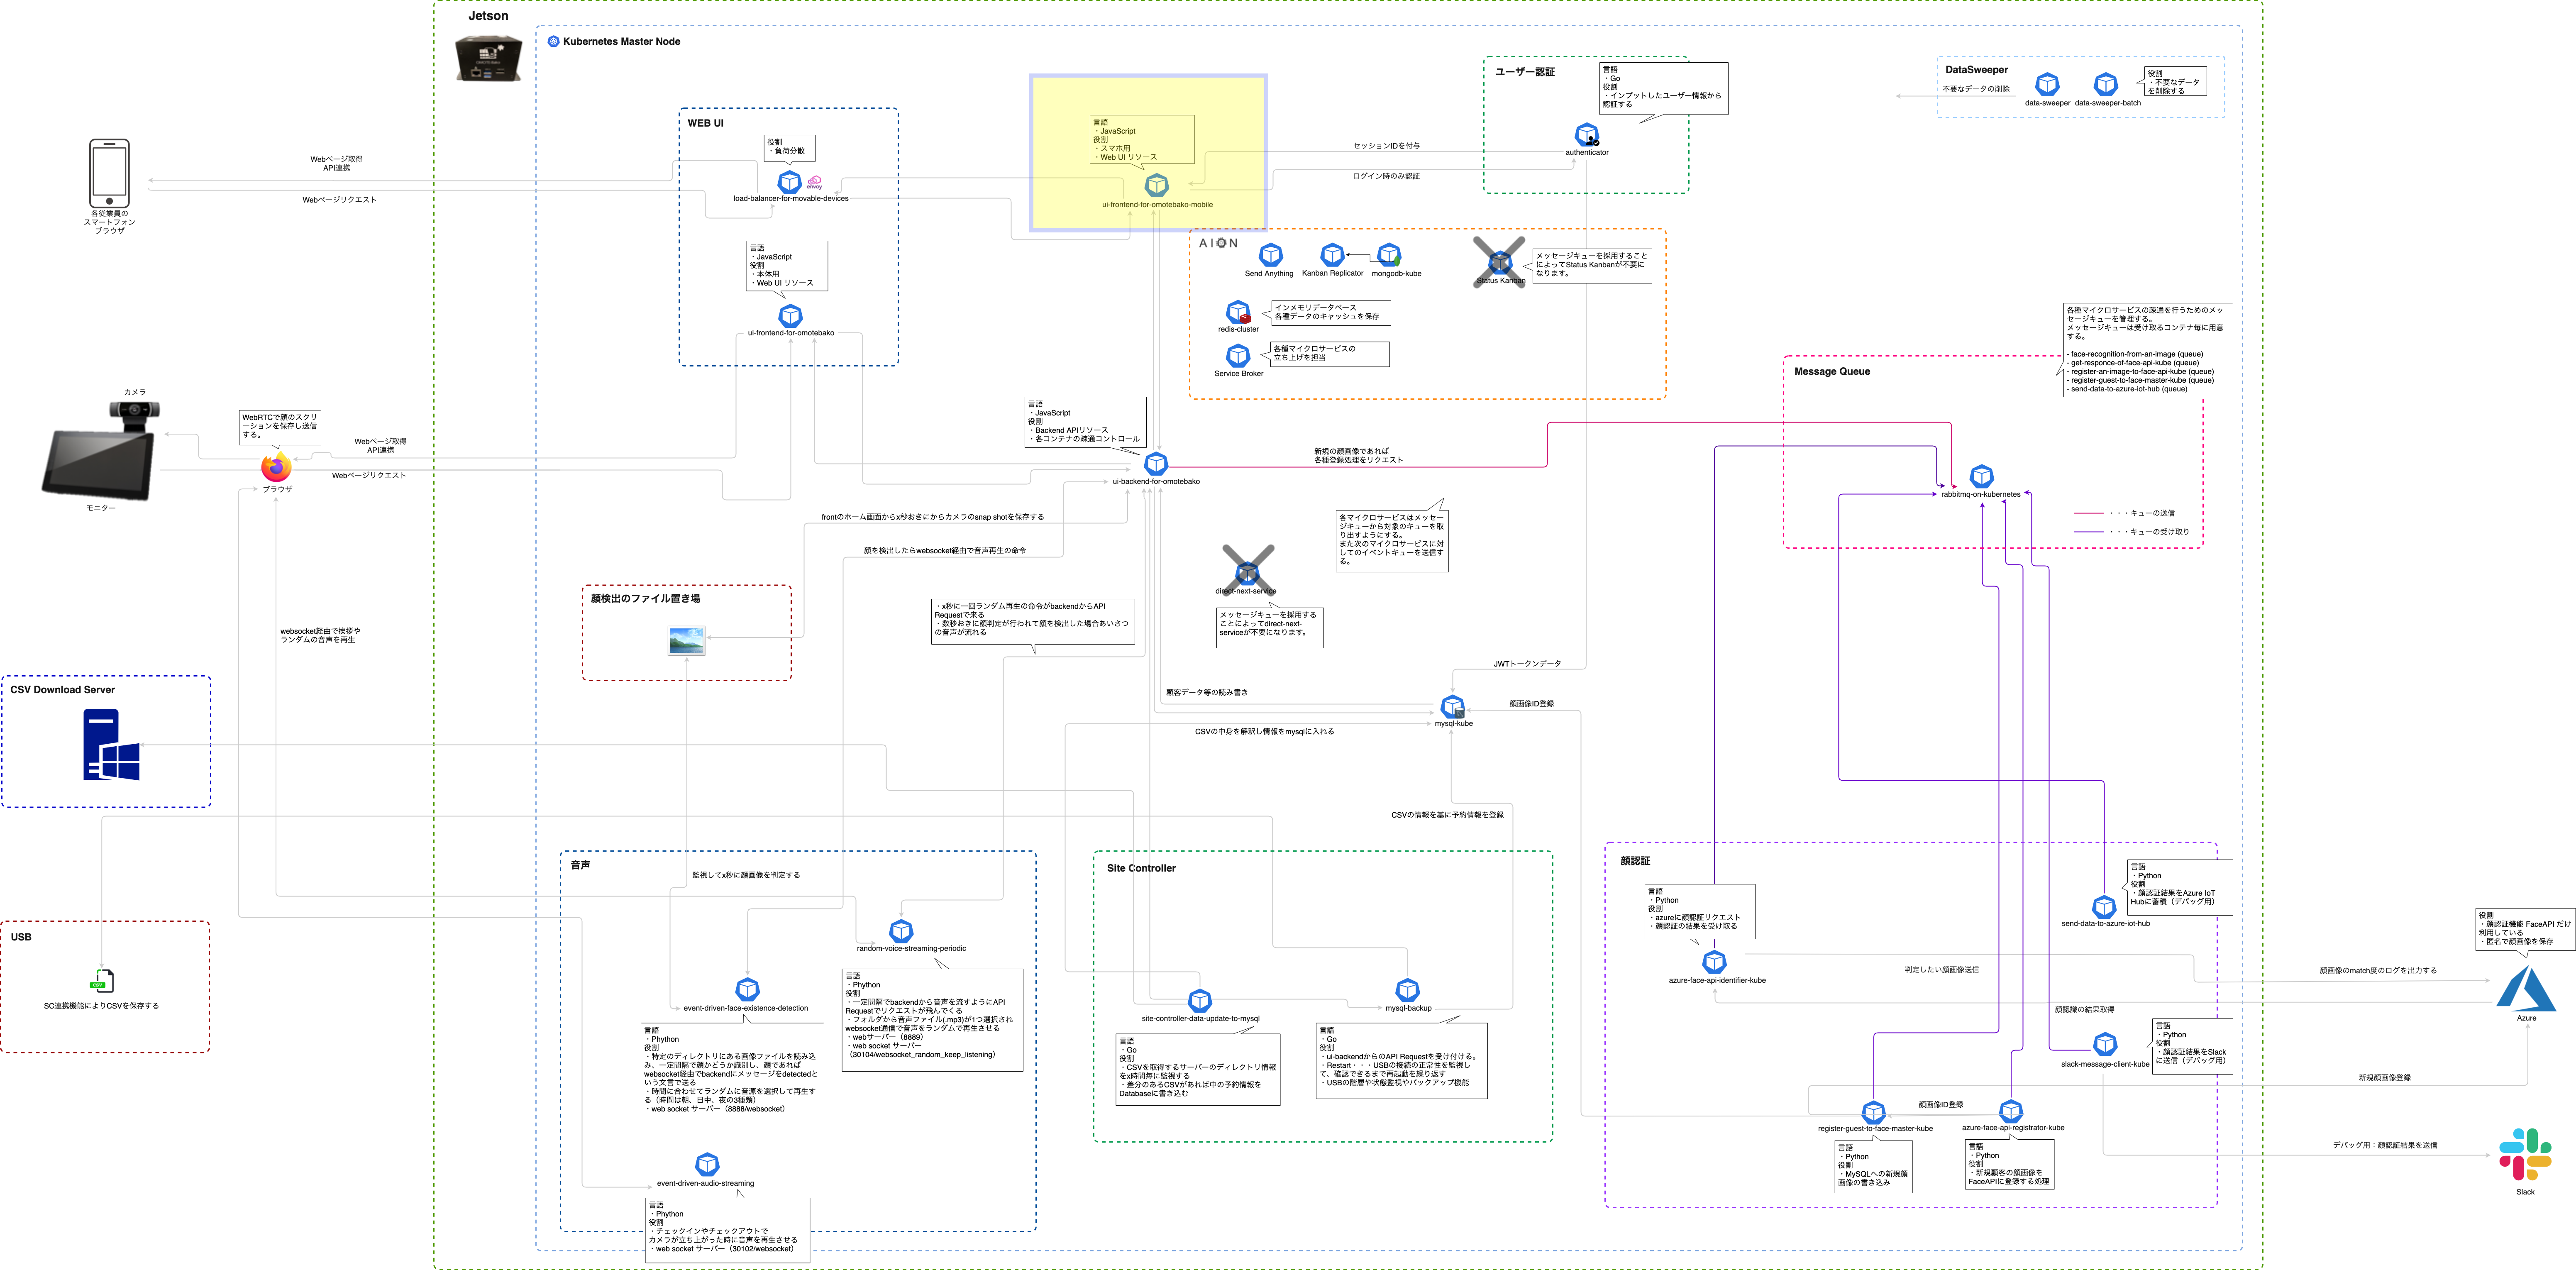 Jetson
Kubernetes Master Node
WEB UI
役割
・負荷分散
envoy
load-balancer-for-movable-devices
言語
・JavaScript
役割
・本体用
・Web UI リソース
ui-frontend-for-omotebako
言語
・JavaScript
役割
・スマホ用
・Web UI リソース
ui-frontend-for-omotebako-mobile
ユーザー認証
言語
・Go
役割
・インプットしたユーザー情報から
認証する
authenticator
セッションIDを付与
ログイン時のみ認証
DataSweeper
不要なデータの削除
data-sweeper
data-sweeper-batch
役割
・不要なデータ
を削除する
各従業員の
スマートフォン
ブラウザ
Webページ取得
API連携
Webページリクエスト
AION
Send Anything
Kanban Replicator
mongodb-kube
Status Kanban
メッセージキューを採用すること
によってStatus Kanbanが不要に
なります。
redis-cluster
インメモリデータベース
各種データのキャッシュを保存
Service Broker
各種マイクロサービスの
立ち上げを担当
各種マイクロサービスの疎通を行うためのメッ
セージキューを管理する。
メッセージキューは受け取るコンテナ毎に用意
する。
- face-recognition-from-an-image (queue)
- get-responce-of-face-api-kube (queue)
- register-an-image-to-face-api-kube (queue)
- register-guest-to-face-master-kube (queue)
- send-data-to-azure-iot-hub (queue)
Message Queue
rabbitmq-on-kubernetes
・・・キューの送信
・・・キューの受け取り
カメラ
モニター
WebRTCで顔のスクリ
ーションを保存し送信
する。
ブラウザ
Webページ取得
API連携
Webページリクエスト
言語
・JavaScript
役割
・Backend APIリソース
・各コンテナの疎通コントロール
ui-backend-for-omotebako
新規の顔画像であれば
各種登録処理をリクエスト
frontのホーム画面からx秒おきにからカメラのsnap shotを保存する
顔を検出したらwebsocket経由で音声再生の命令
各マイクロサービスはメッセー
ジキューから対象のキューを取
り出すようにする。
また次のマイクロサービスに対
してのイベントキューを送信す
る。
direct-next-service
メッセージキューを採用する
ことによってdirect-next-
serviceが不要になります。
顔検出のファイル置き場
・x秒に一回ランダム再生の命令がbackendからAPI
Requestで来る
・数秒おきに顔判定が行われて顔を検出した場合あいさつ
の音声が流れる
websocket経由で挨拶や
ランダムの音声を再生
JWTトークンデータ
顧客データ等の読み書き
mysql-kube
顔画像ID登録
CSVの中身を解釈し情報をmysqlに入れる
CSVの情報を基に予約情報を登録
CSV Download Server
USB
CSV
SC連携機能によりCSVを保存する
音声
監視してx秒に顔画像を判定する
random-voice-streaming-periodic
言語
・Phython
役割
・一定間隔でbackendから音声を流すようにAPI
Requestでリクエストが飛んでくる
・フォルダから音声ファイル(.mp3)が1つ選択され
websocket通信で音声をランダムで再生させる
・webサーバー（8889）
・web socket サーバー
（30104/websocket_random_keep_listening）
event-driven-face-existence-detection
言語
・Phython
役割
・特定のディレクトリにある画像ファイルを読み込
み、一定間隔で顔かどうか識別し、顔であれば
websocket経由でbackendにメッセージをdetectedと
いう文言で送る
・時間に合わせてランダムに音源を選択して再生す
る（時間は朝、日中、夜の3種類）
・web socket サーバー（8888/websocket）
event-driven-audio-streaming
言語
・Phython
役割
・チェックインやチェックアウトで
カメラが立ち上がった時に音声を再生させる
・web socket サーバー（30102/websocket）
Site Controller
site-controller-data-update-to-mysql
言語
・Go
役割
・CSVを取得するサーバーのディレクトリ情報
をx時間毎に監視する
・差分のあるCSVがあれば中の予約情報を
Databaseに書き込む
mysql-backup
言語
・Go
役割
・ui-backendからのAPI Requestを受け付ける。
・Restart・・・USBの接続の正常性を監視し
て、確認できるまで再起動を繰り返す
・USBの階層や状態監視やバックアップ機能
顔認証
言語
・Python
役割
・azureに顔認証リクエスト
・顔認証の結果を受け取る
azure-face-api-identifier-kube
言語
・Python
役割
・顔認証結果をAzure IoT
Hubに蓄積（デバッグ用）
send-data-to-azure-iot-hub
判定したい顔画像送信
顔認識の結果取得
言語
・Python
役割
・顔認証結果をSlack
に送信（デバッグ用）
slack-message-client-kube
顔画像ID登録
register-guest-to-face-master-kube
言語
・Python
役割
・MySQLへの新規顔
画像の書き込み
azure-face-api-registrator-kube
言語
・Python
役割
・新規顧客の顔画像を
FaceAPIに登録する処理
役割
・顔認証機能 FaceAPI だけ
利用している
・匿名で顔画像を保存
顔画像のmatch度のログを出力する
Azure
新規顔画像登録
デバッグ用：顔認証結果を送信
Slack